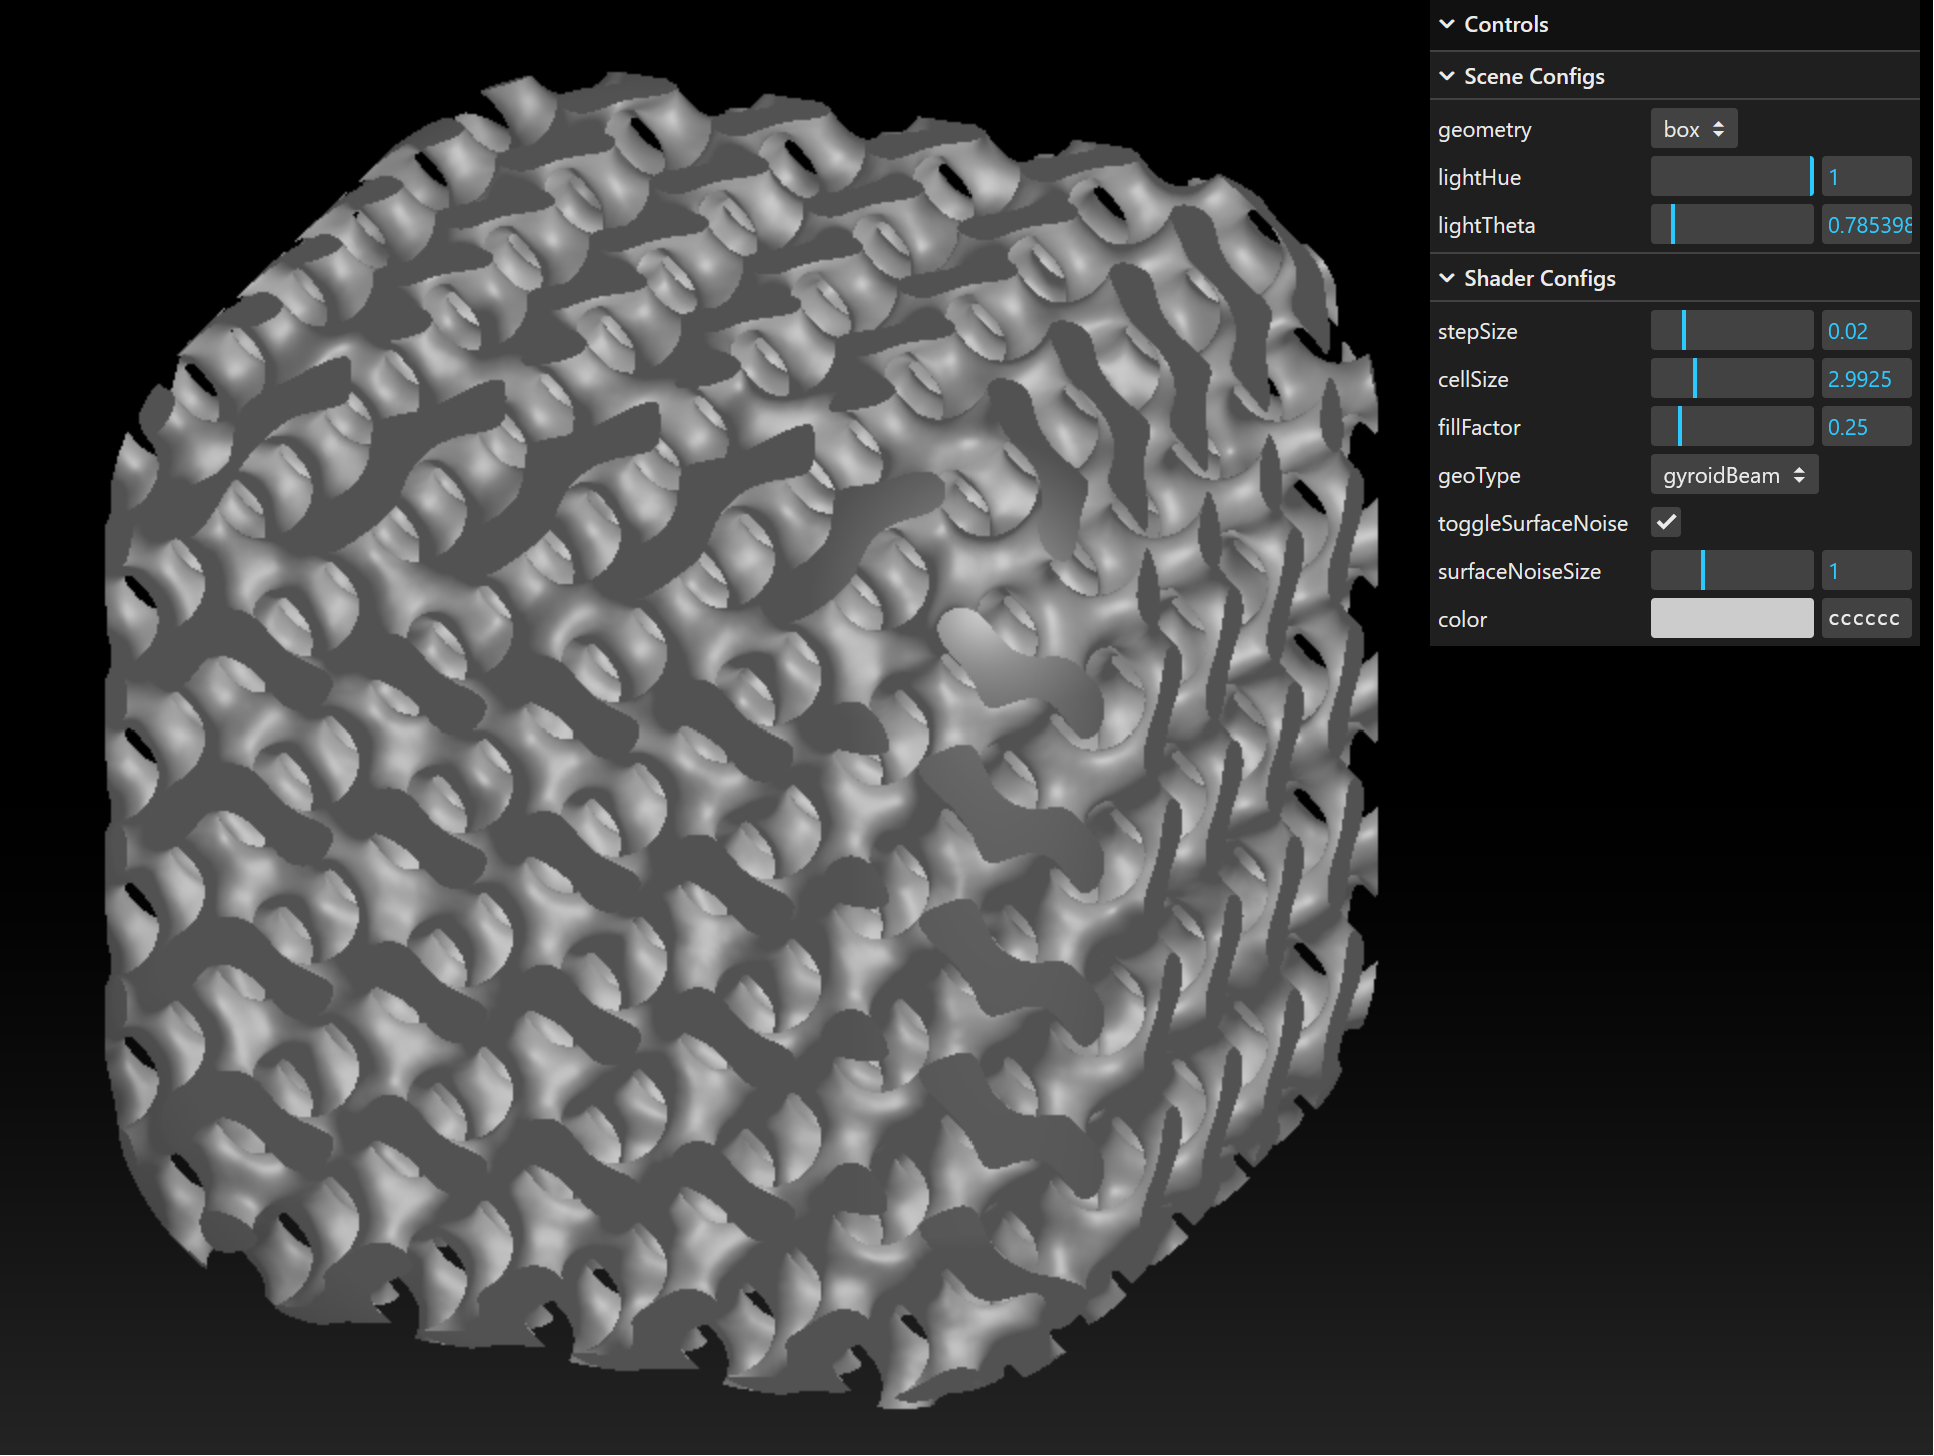 Controls
Scene Configs
geometry box
lightHue 1
lightTheta 0.785398
Shader Configs
stepSize 0.02
cellSize 2.9925
fillFactor 0.25
geoType gyroidBeam
toggleSurfaceNoise
surfaceNoiseSize 1
color cccccc